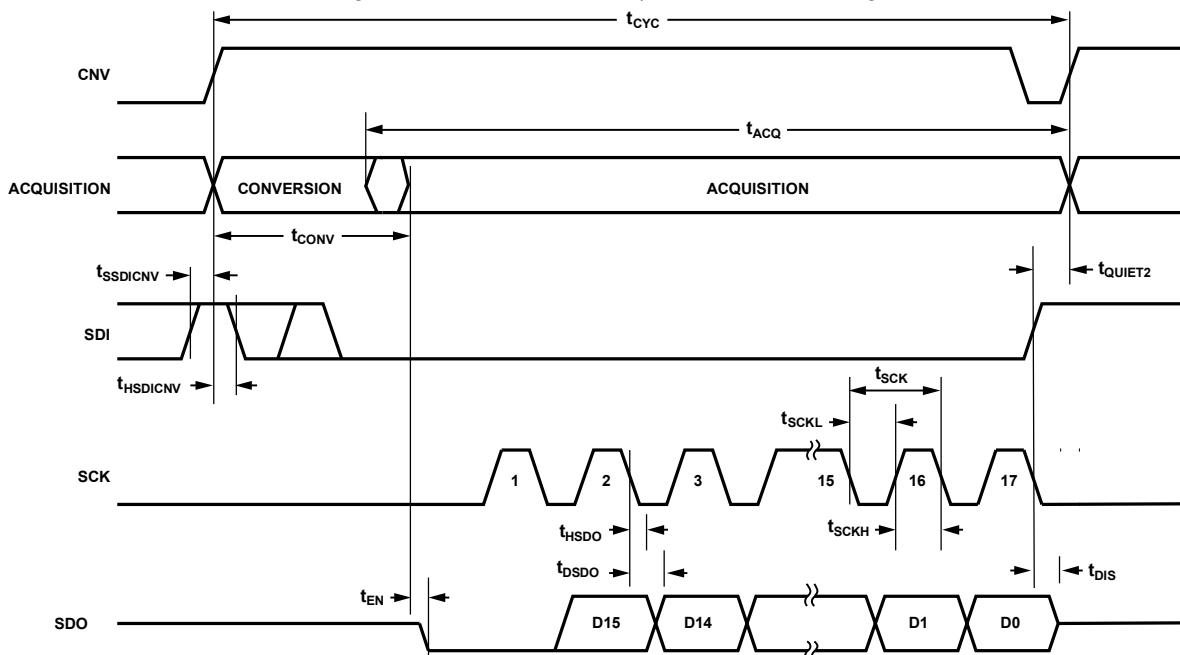 tCYC
CNV
tACQ
ACQUISITION
CONVERSION
ACQUISITION
tCONV
tSSDICNV
tQUIET2
SDI
tHSDICNV
tSCK
tSCKL
SCK
1
2
3
15
16
17
tHSDO
tSCKH
tDSDO
tDIS
tEN
SDO
D15
D14
D1
D0